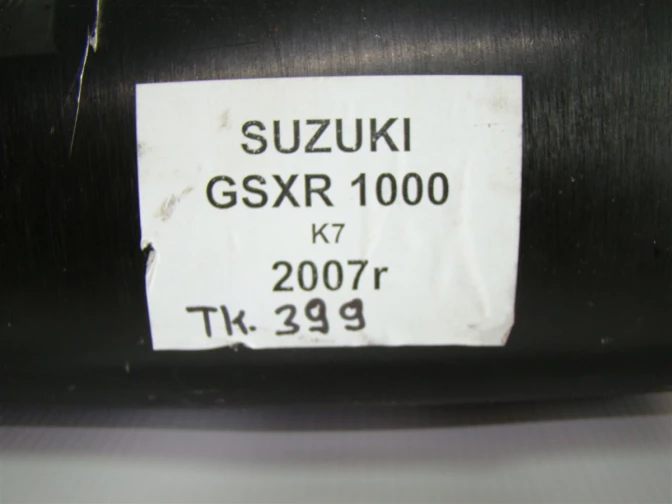 SUZUKI
GSXR 1000
K7
2007r
TK. 399